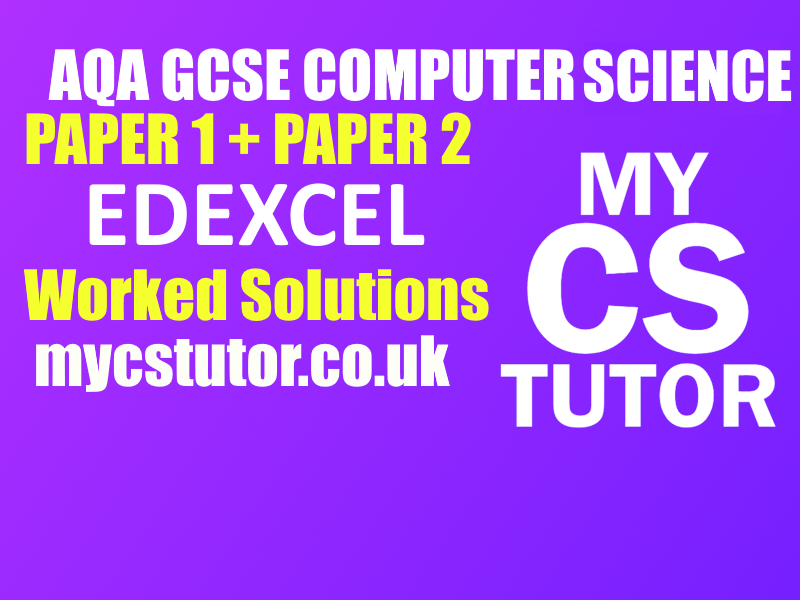 AQA GCSE COMPUTER SCIENCE
PAPER 1 + PAPER 2
EDEXCEL
Worked Solutions
mycstutor.co.uk
MY
CS
TUTOR